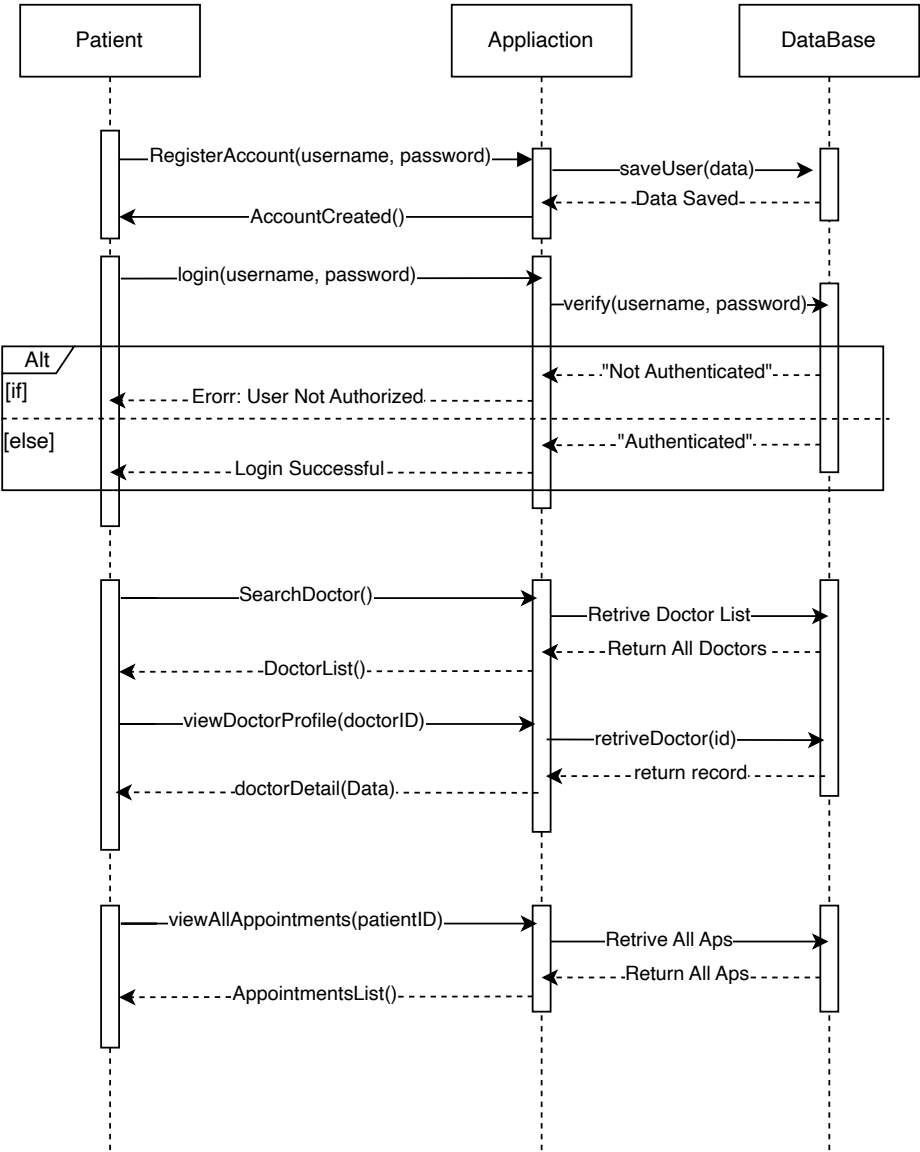 Patient
Appliaction
DataBase
RegisterAccount(username, password)
saveUser(data)
Data Saved
AccountCreated()
login(username, password)
verify(username, password)
Alt
"Not Authenticated"
[if]
Erorr: User Not Authorized
[else]
"Authenticated"
Login Successful
SearchDoctor()
Retrive Doctor List
Return All Doctors
DoctorList()
viewDoctorProfile(doctorID)
retriveDoctor(id)
return record
doctorDetail(Data)
viewAllAppointments(patientID)
Retrive All Aps
Return All Aps
AppointmentsList()